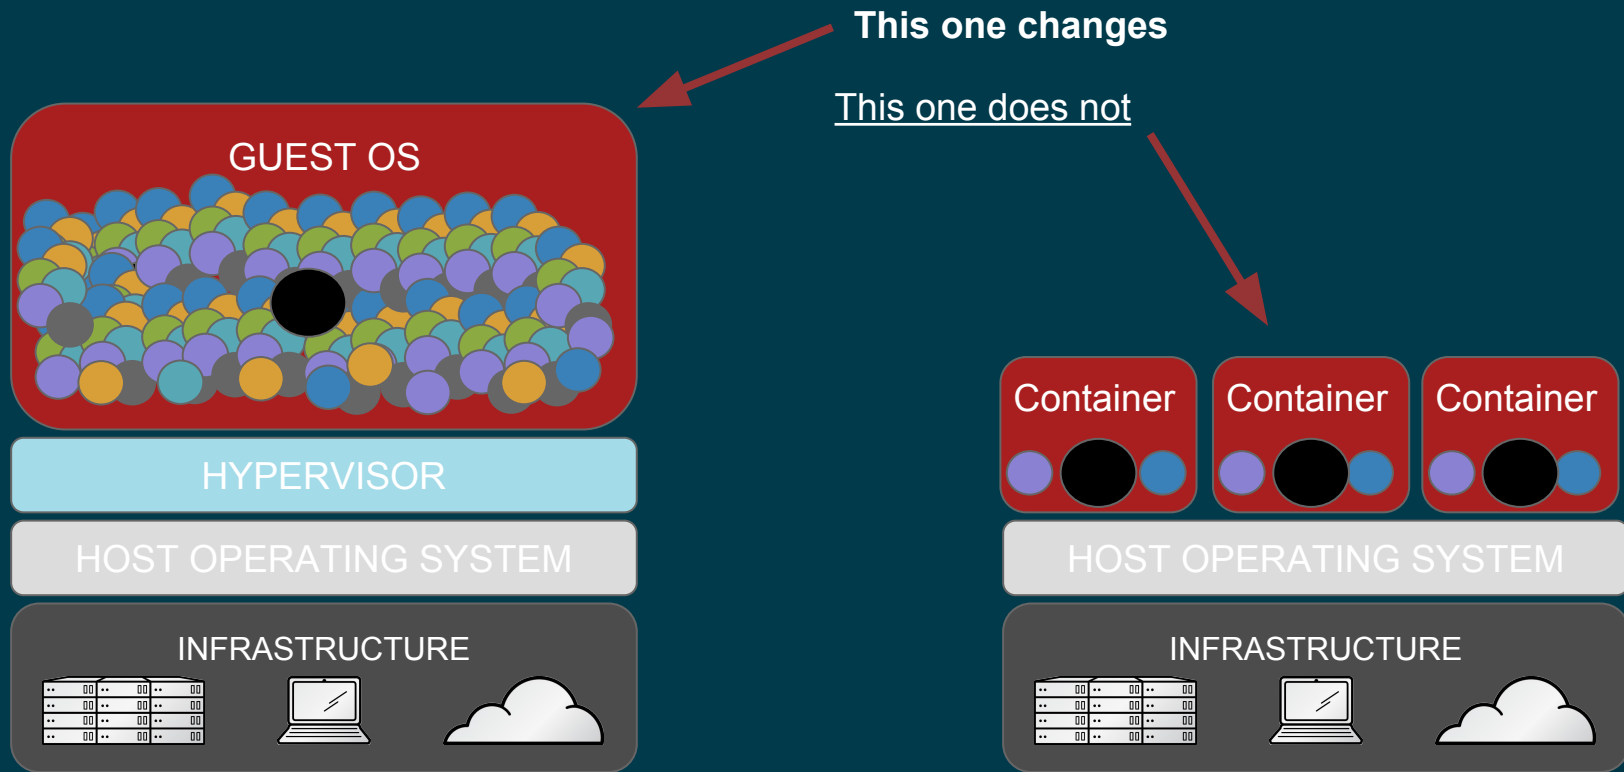 This one changes
This one does not
GUEST OS
HYPERVISOR
HOST OPERATING SYSTEM
INFRASTRUCTURE
Container
Container
Container
HOST OPERATING SYSTEM
INFRASTRUCTURE